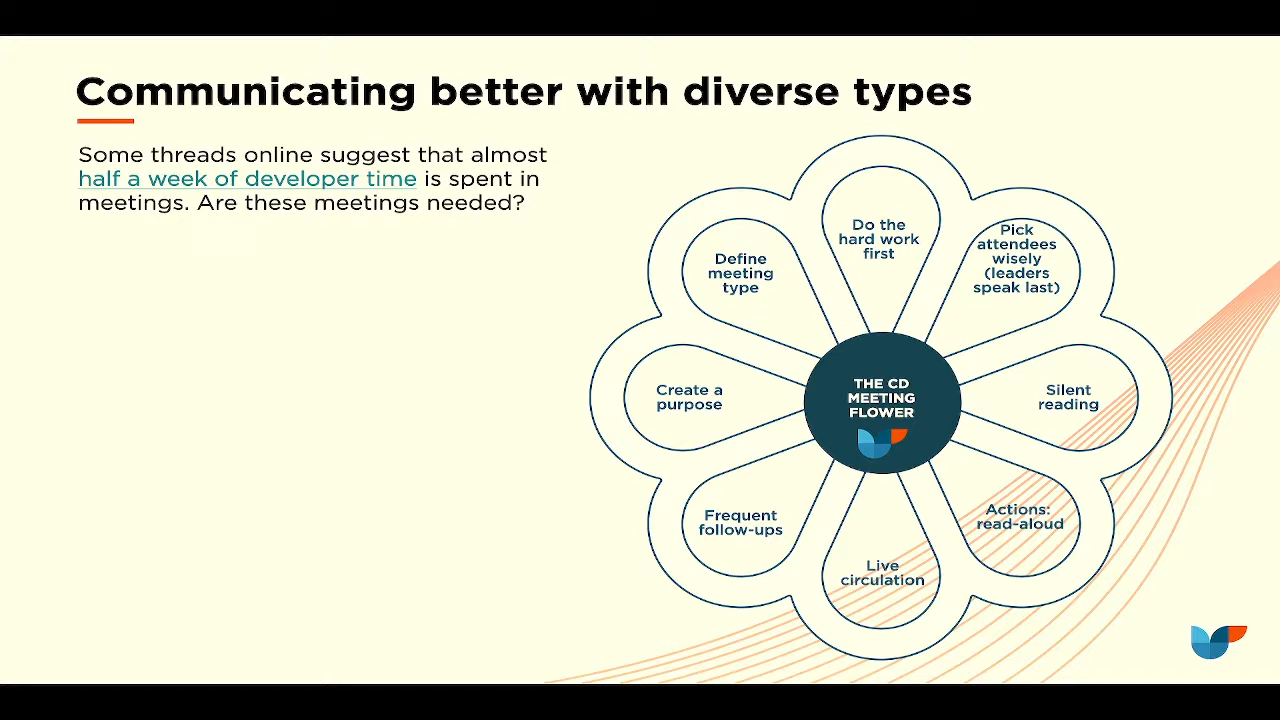 Communicating better with diverse types
Some threads online suggest that almost
half a week of developer time is spent in
meetings. Are these meetings needed?
Do the
hard work
first
Pick
attendees
wisely
(leaders
speak last)
Define
meeting
type
Silent
reading
Create a
purpose
THE CD
MEETING
FLOWER
Actions:
read-aloud
Frequent
follow-ups
Live
circulation